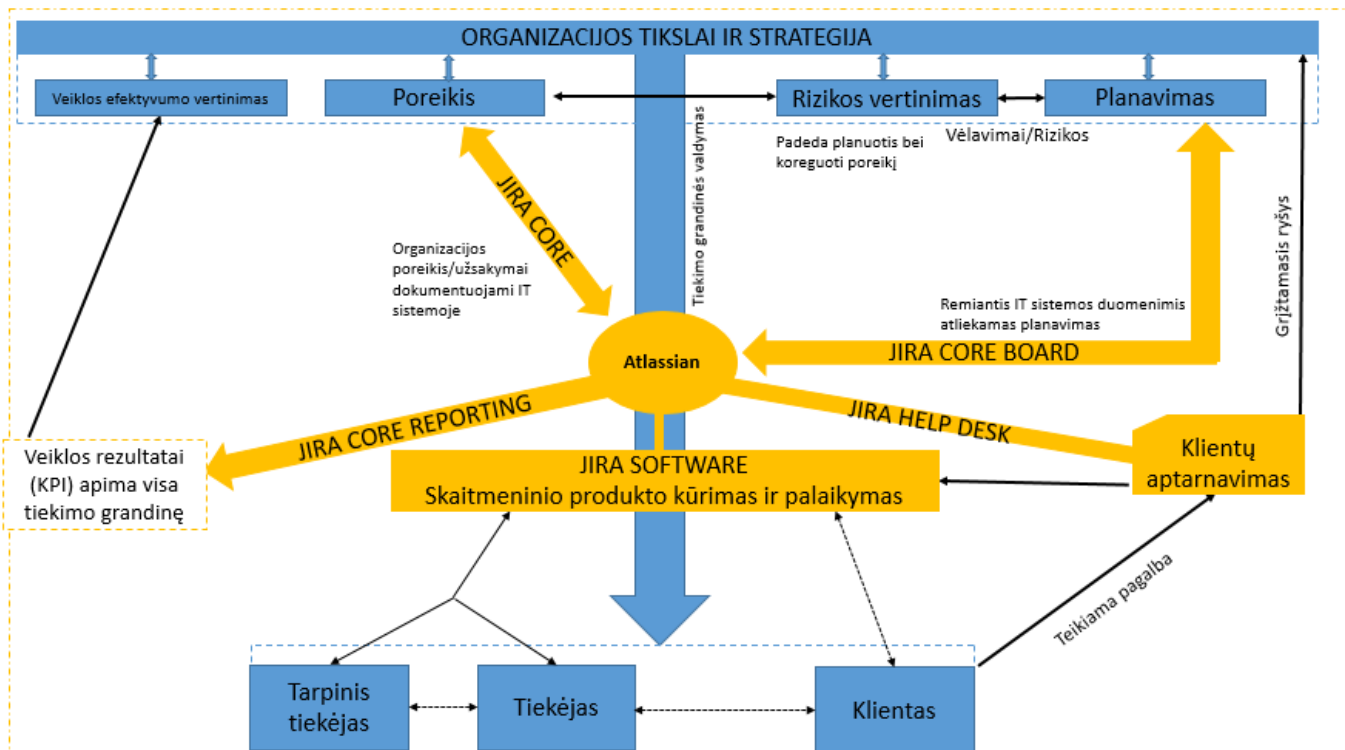 ORGANIZACIJOS TIKSLAI IR STRATEGIJA
Veiklos efektyvumo vertinimas
Poreikis
Rizikos vertinimas
Planavimas
Tiekimo grandinės valdymas
Padeda planuotis bei
koreguoti poreikį
Vėlavimai/Rizikos
JIRA CORE
Organizacijos
poreikis/užsakymai
dokumentuojami IT
sistemoje
Remiantis IT sistemos duomenimis
atliekamas planavimas
Grįžtamasis ryšys
Atlassian
JIRA CORE BOARD
JIRA CORE REPORTING
JIRA HELP DESK
Veiklos rezultatai
(KPI) apima visa
tiekimo grandinę
JIRA SOFTWARE
Skaitmeninio produkto kūrimas ir palaikymas
Klientų
aptarnavimas
Teikiama pagalba
Tarpinis
tiekėjas
Tiekėjas
Klientas